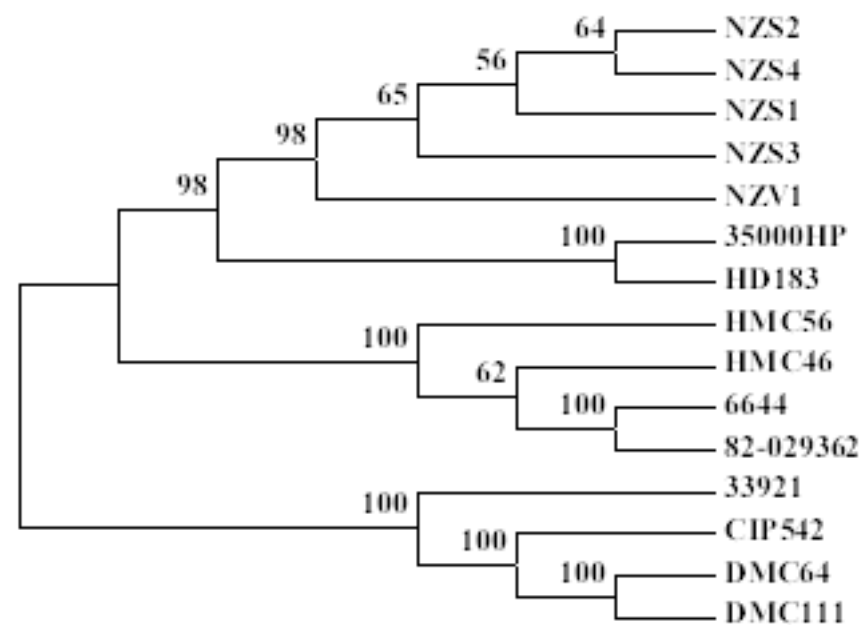 64 NZS2
56 NZS4
65 NZS1
98 NZS3
98 NZV1
100 35000HP
HD183
100 HMC56
62 HMC46
100 6644
82-029362
100 33921
100 CIP542
100 DMC64
DMC111